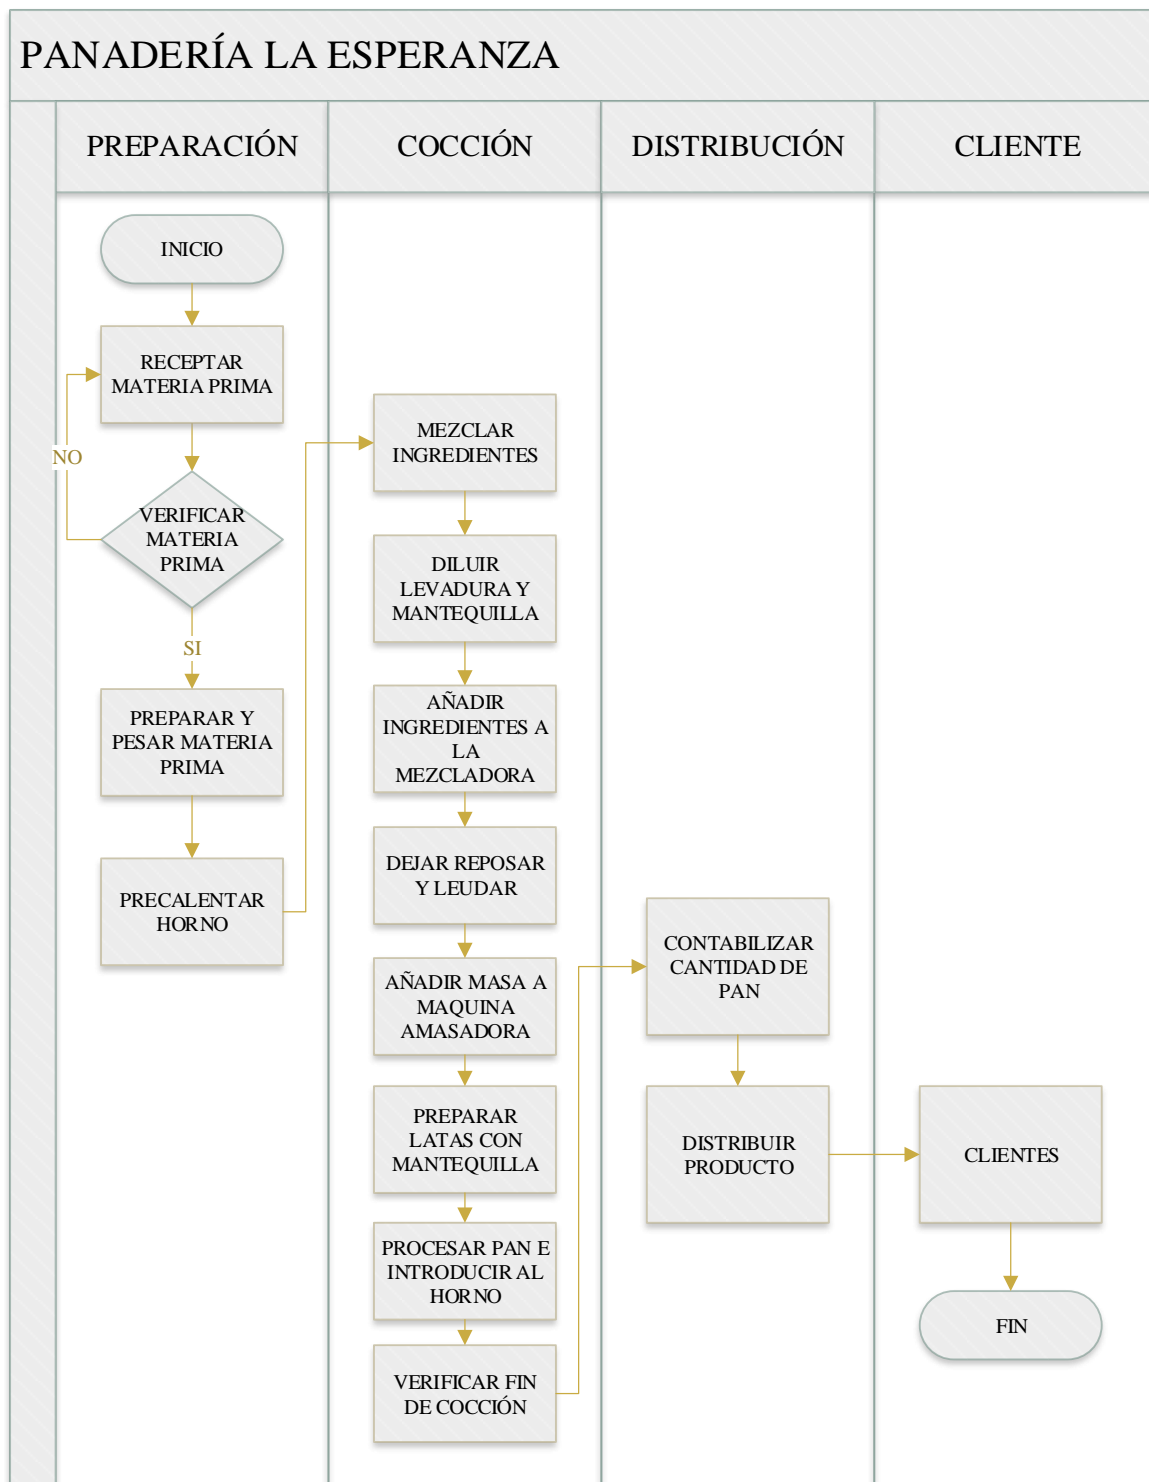 PANADERÍA LA ESPERANZA
PREPARACIÓN
COCCIÓN
DISTRIBUCIÓN
CLIENTE
INICIO
RECEPTAR
MATERIA PRIMA
NO
VERIFICAR
MATERIA
PRIMA
SI
PREPARAR Y
PESAR MATERIA
PRIMA
PRECALENTAR
HORNO
MEZCLAR
INGREDIENTES
DILUIR
LEVADURA Y
MANTEQUILLA
AÑADIR
INGREDIENTES A
LA
MEZCLADORA
DEJAR REPOSAR
Y LEUDAR
AÑADIR MASA A
MAQUINA
AMASADORA
PREPARAR
LATAS CON
MANTEQUILLA
PROCESAR PAN E
INTRODUCIR AL
HORNO
VERIFICAR FIN
DE COCCIÓN
CONTABILIZAR
CANTIDAD DE
PAN
DISTRIBUIR
PRODUCTO
CLIENTES
FIN